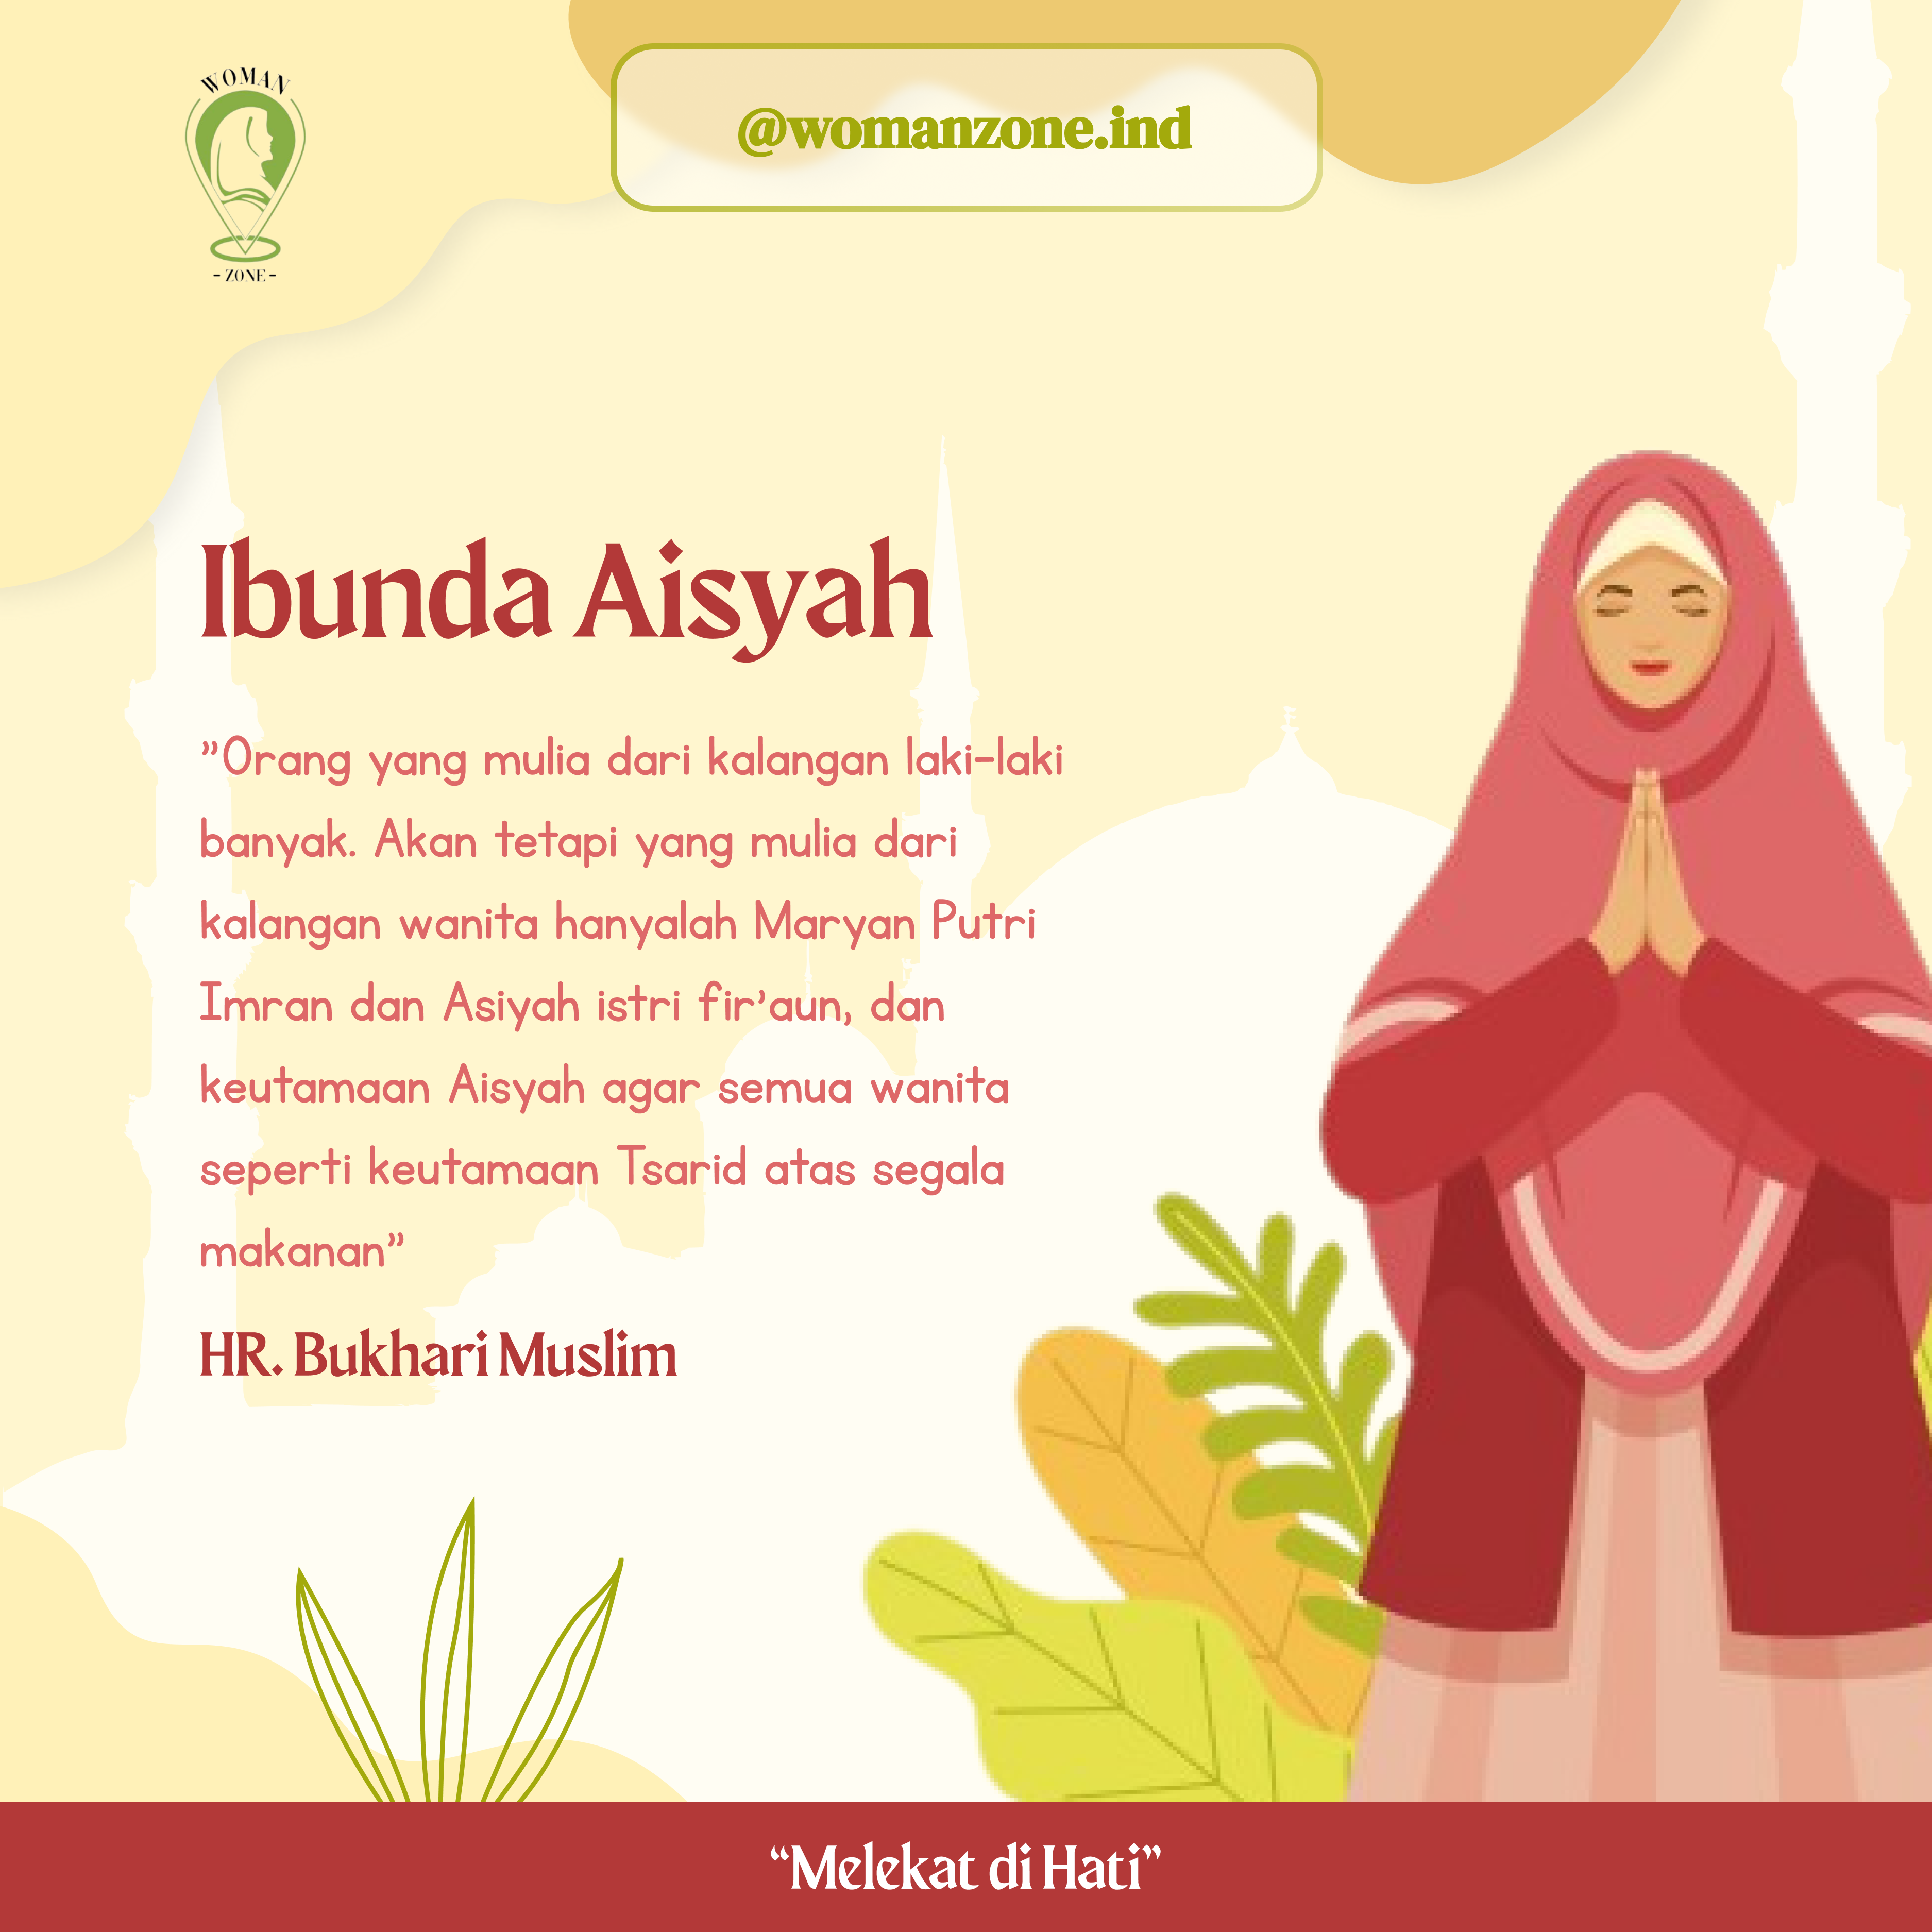 WOMAN
- ZONE -
@womanzone.ind
Ibunda Aisyah
”Orang yang mulia dari kalangan laki-laki
banyak. Akan tetapi yang mulia dari
kalangan wanita hanyalah Maryan Putri
Imran dan Asiyah istri fir’aun, dan
keutamaan Aisyah agar semua wanita
seperti keutamaan Tsarid atas segala
makanan”
HR. Bukhari Muslim
“Melekat di Hati”